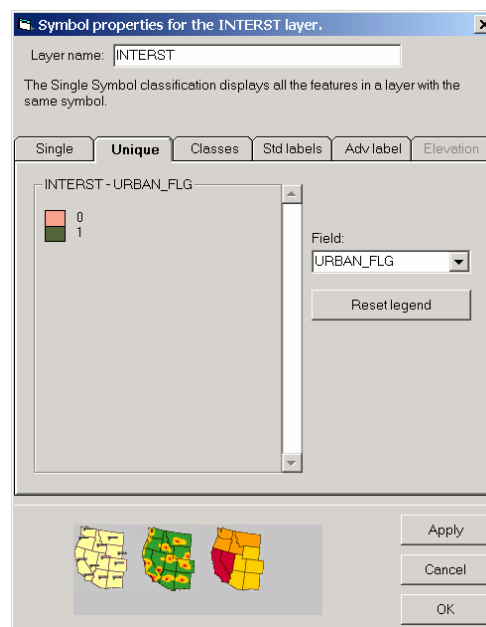 Symbol properties for the INTERST layer.
Layer name: INTERST
The Single Symbol classification displays all the features in a layer with the
same symbol.
Single Unique Classes Std labels Adv label Elevation
INTERST - URBAN_FLG
0
1
Field:
URBAN_FLG
Reset legend
Apply
Cancel
OK